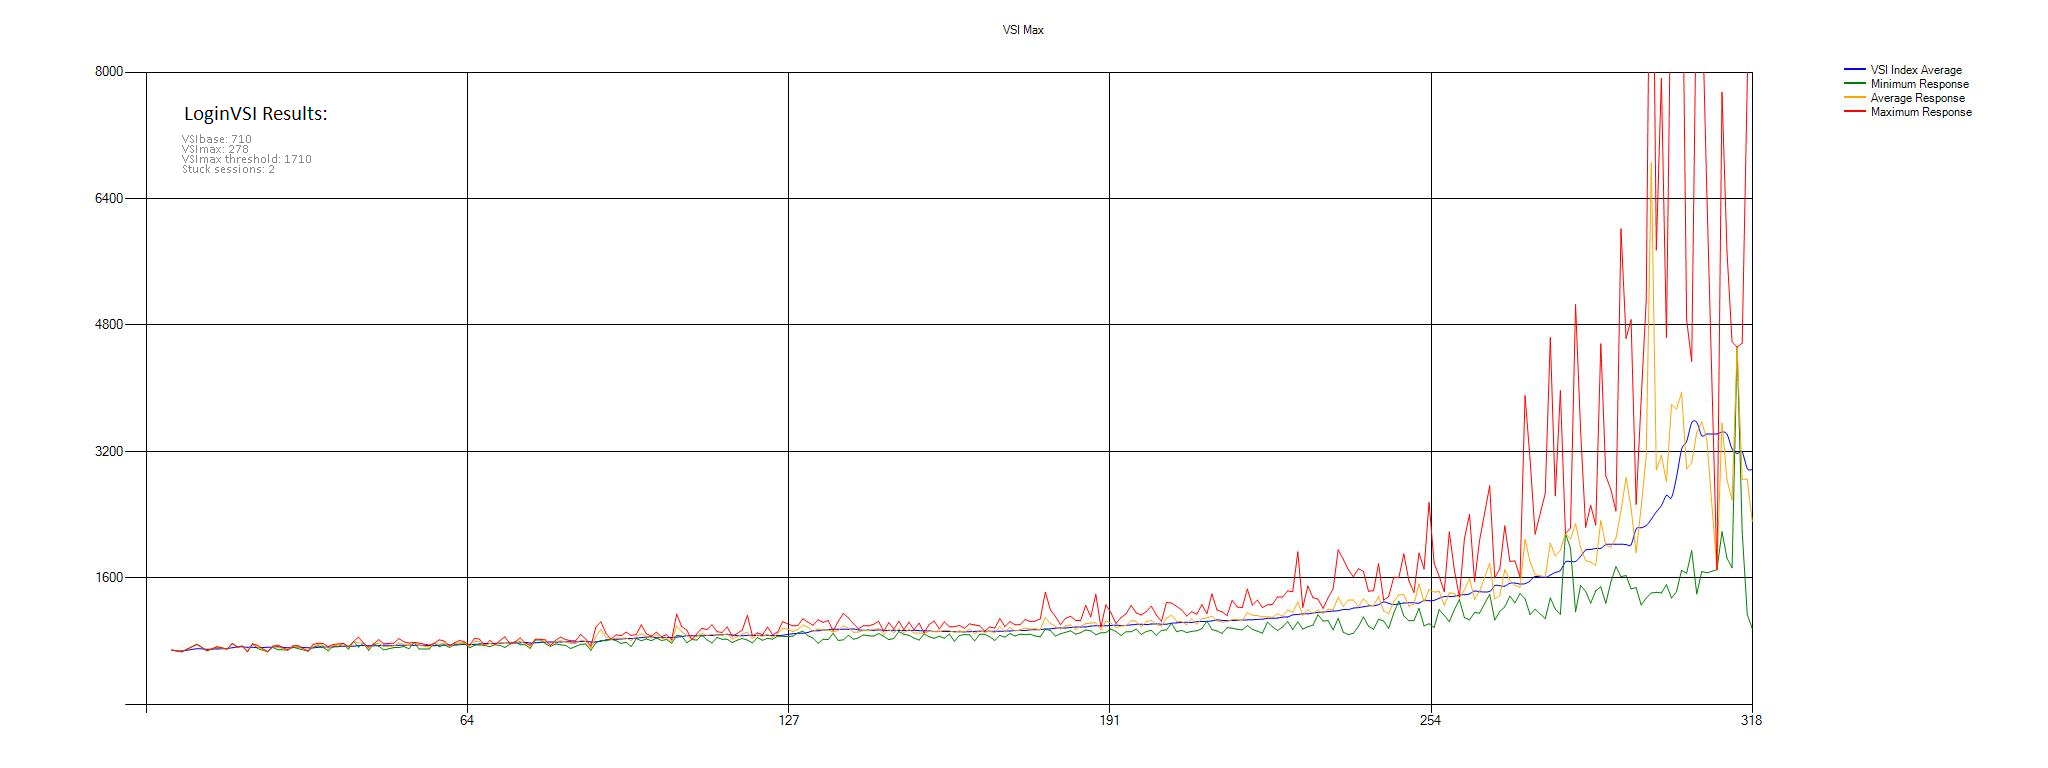 VSI Max
8000
6400
4800
3200
1600
LoginVSI Results:
VSIbase: 710
VSImax: 278
VSImax threshold: 1710
Stuck sessions: 2
VSI Index Average
Minimum Response
Average Response
Maximum Response
64
127
191
254
318